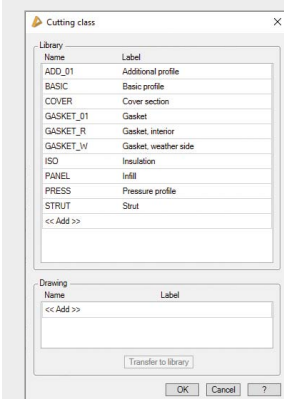 Cutting class
Library
Name Label
ADD_01 Additional profile
BASIC Basic profile
COVER Cover section
GASKET_01 Gasket
GASKET_R Gasket, interior
GASKET_W Gasket, weather side
ISO Insulation
PANEL Infill
PRESS Pressure profile
STRUT Strut
<< Add >>
Drawing
Name Label
<< Add >>
Transfer to library
OK Cancel ?